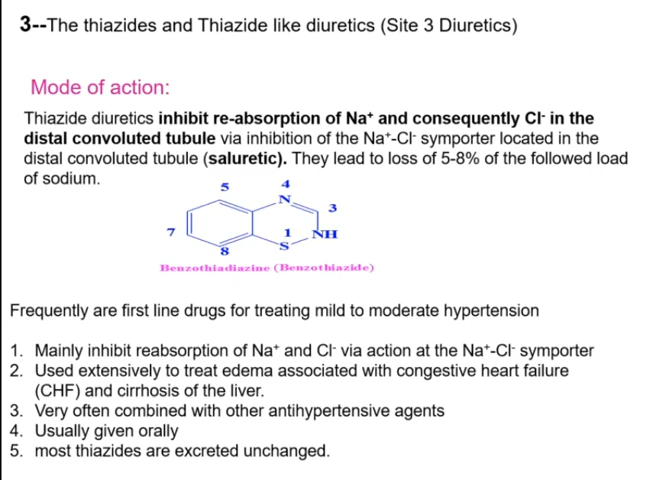 3--The thiazides and Thiazide like diuretics (Site 3 Diuretics)
Mode of action:
Thiazide diuretics inhibit re-absorption of Na⁺ and consequently Cl⁻ in the
distal convoluted tubule via inhibition of the Na⁺-Cl⁻ symporter located in the
distal convoluted tubule (saluretic). They lead to loss of 5-8% of the followed load
of sodium.
5 4
N 3
7 1 NH
8 S
Benzothiadiazine (Benzothiazide)
Frequently are first line drugs for treating mild to moderate hypertension
1. Mainly inhibit reabsorption of Na⁺ and Cl⁻ via action at the Na⁺-Cl⁻ symporter
2. Used extensively to treat edema associated with congestive heart failure
(CHF) and cirrhosis of the liver.
3. Very often combined with other antihypertensive agents
4. Usually given orally
5. most thiazides are excreted unchanged.